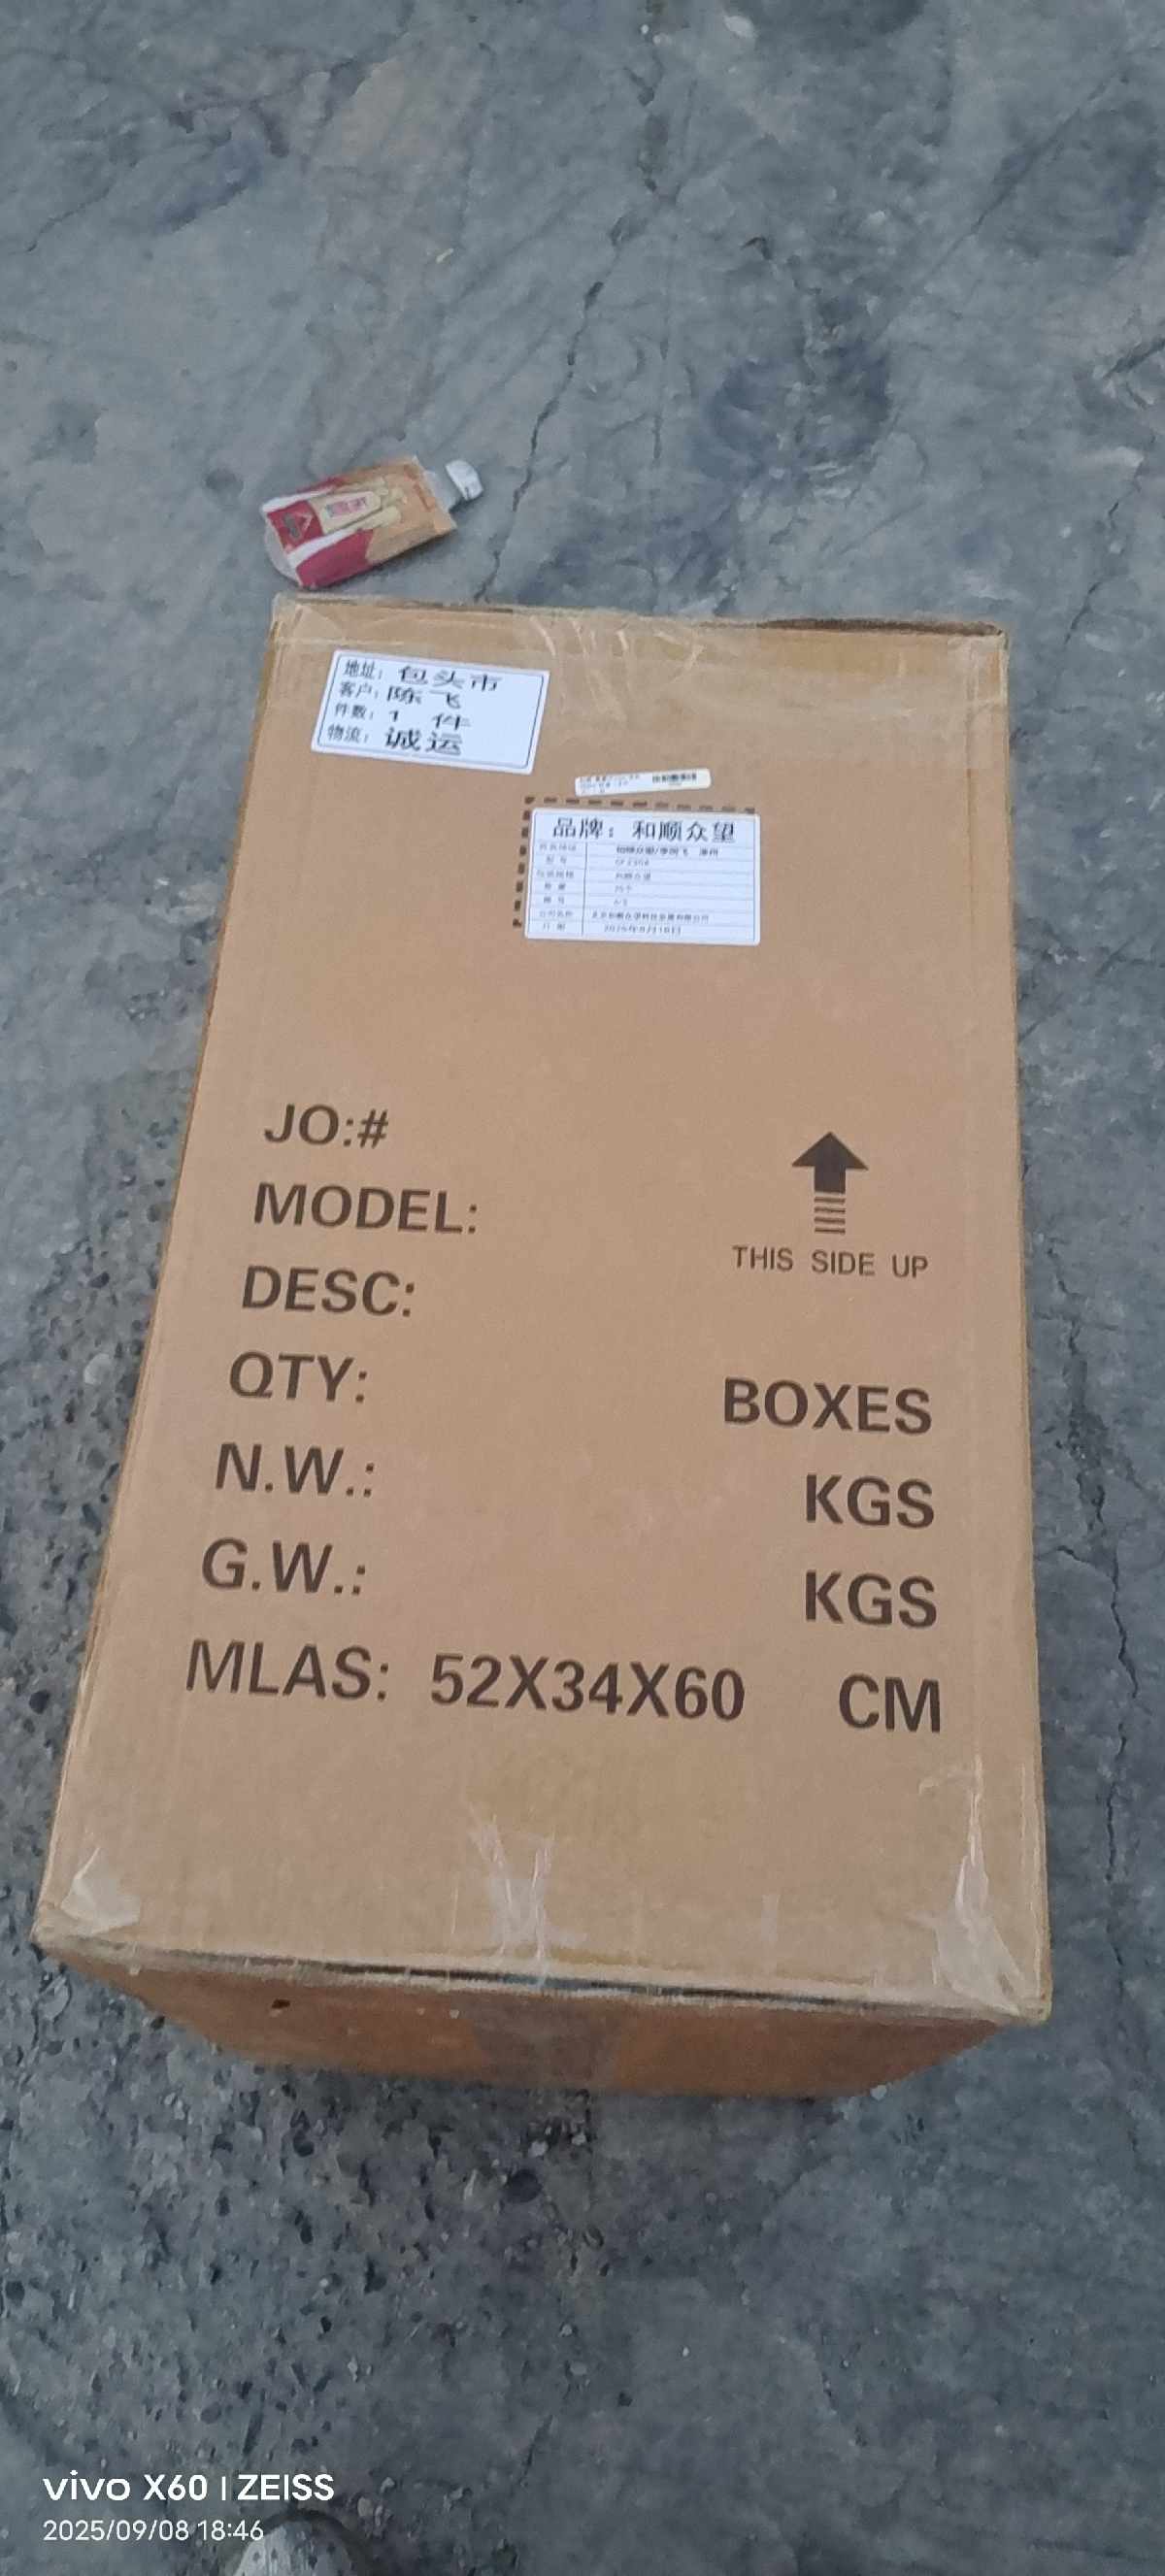 地址: 包头市
客户: 陈飞
件数: 1 件
物流: 诚运
品牌: 和顺众望
JO:#
MODEL:
THIS SIDE UP
DESC:
QTY: BOXES
N.W.: KGS
G.W.: KGS
MLAS: 52X34X60 CM
vivo X60 | ZEISS
2025/09/08 18:46